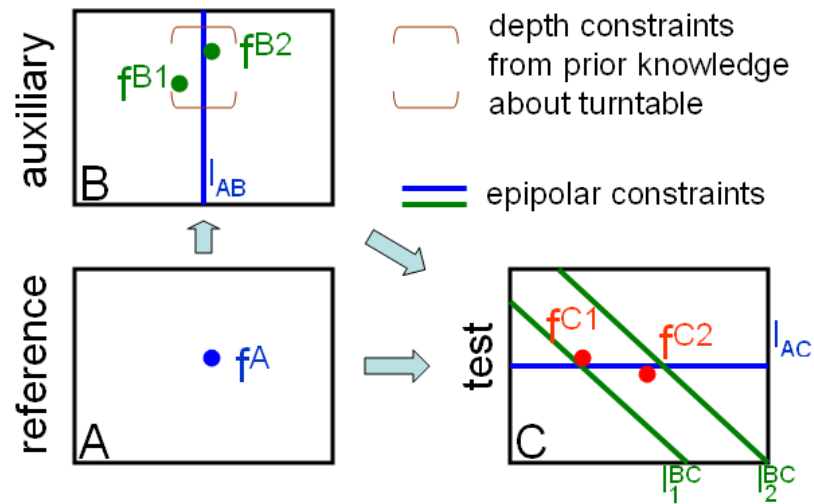 auxiliary
f^B1
f^B2
l_AB
B
depth constraints
from prior knowledge
about turntable
epipolar constraints
reference
f^A
A
test
f^C1
f^C2
l_AC
C
l_1^BC
l_2^BC